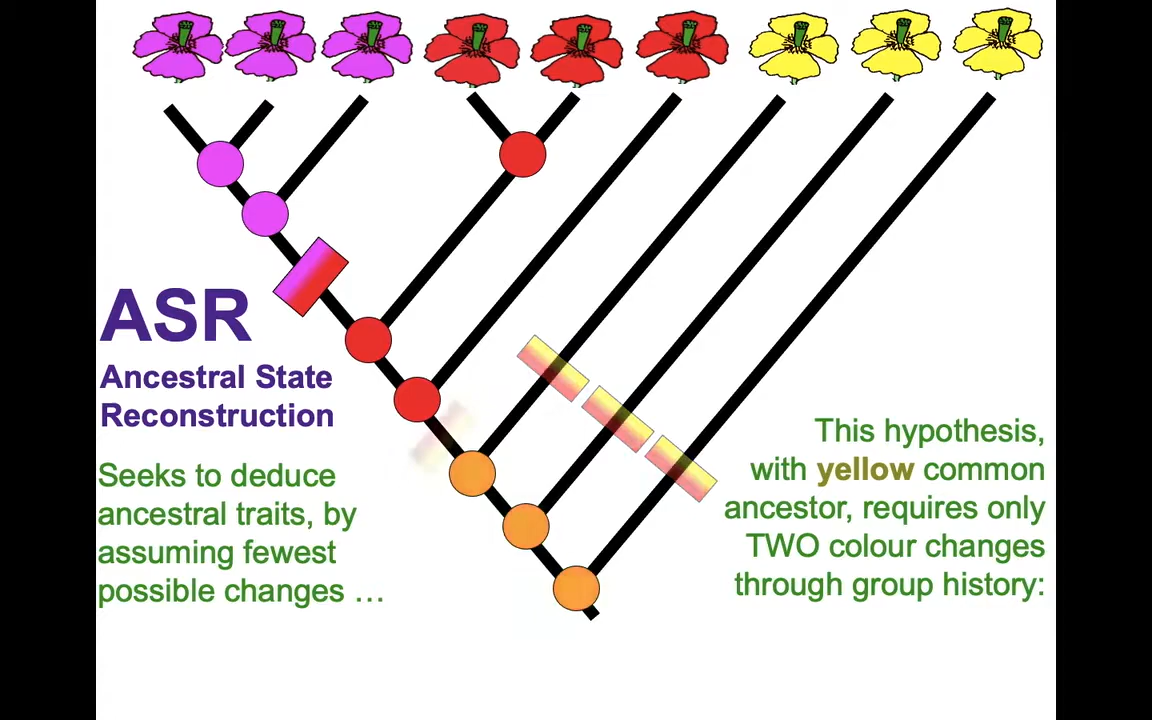 ASR
Ancestral State
Reconstruction
Seeks to deduce
ancestral traits, by
assuming fewest
possible changes …
This hypothesis,
with yellow common
ancestor, requires only
TWO colour changes
through group history: